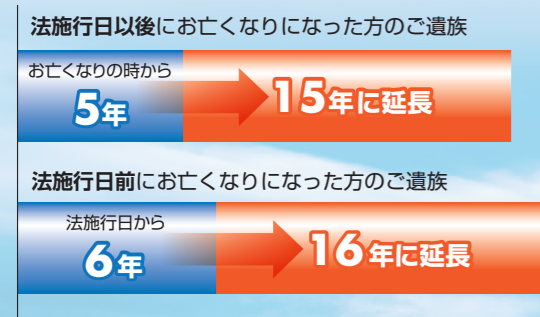 法施行日以後にお亡くなりになった方のご遺族
お亡くなりの時から
5年
15年に延長
法施行日前にお亡くなりになった方のご遺族
法施行日から
6年
16年に延長